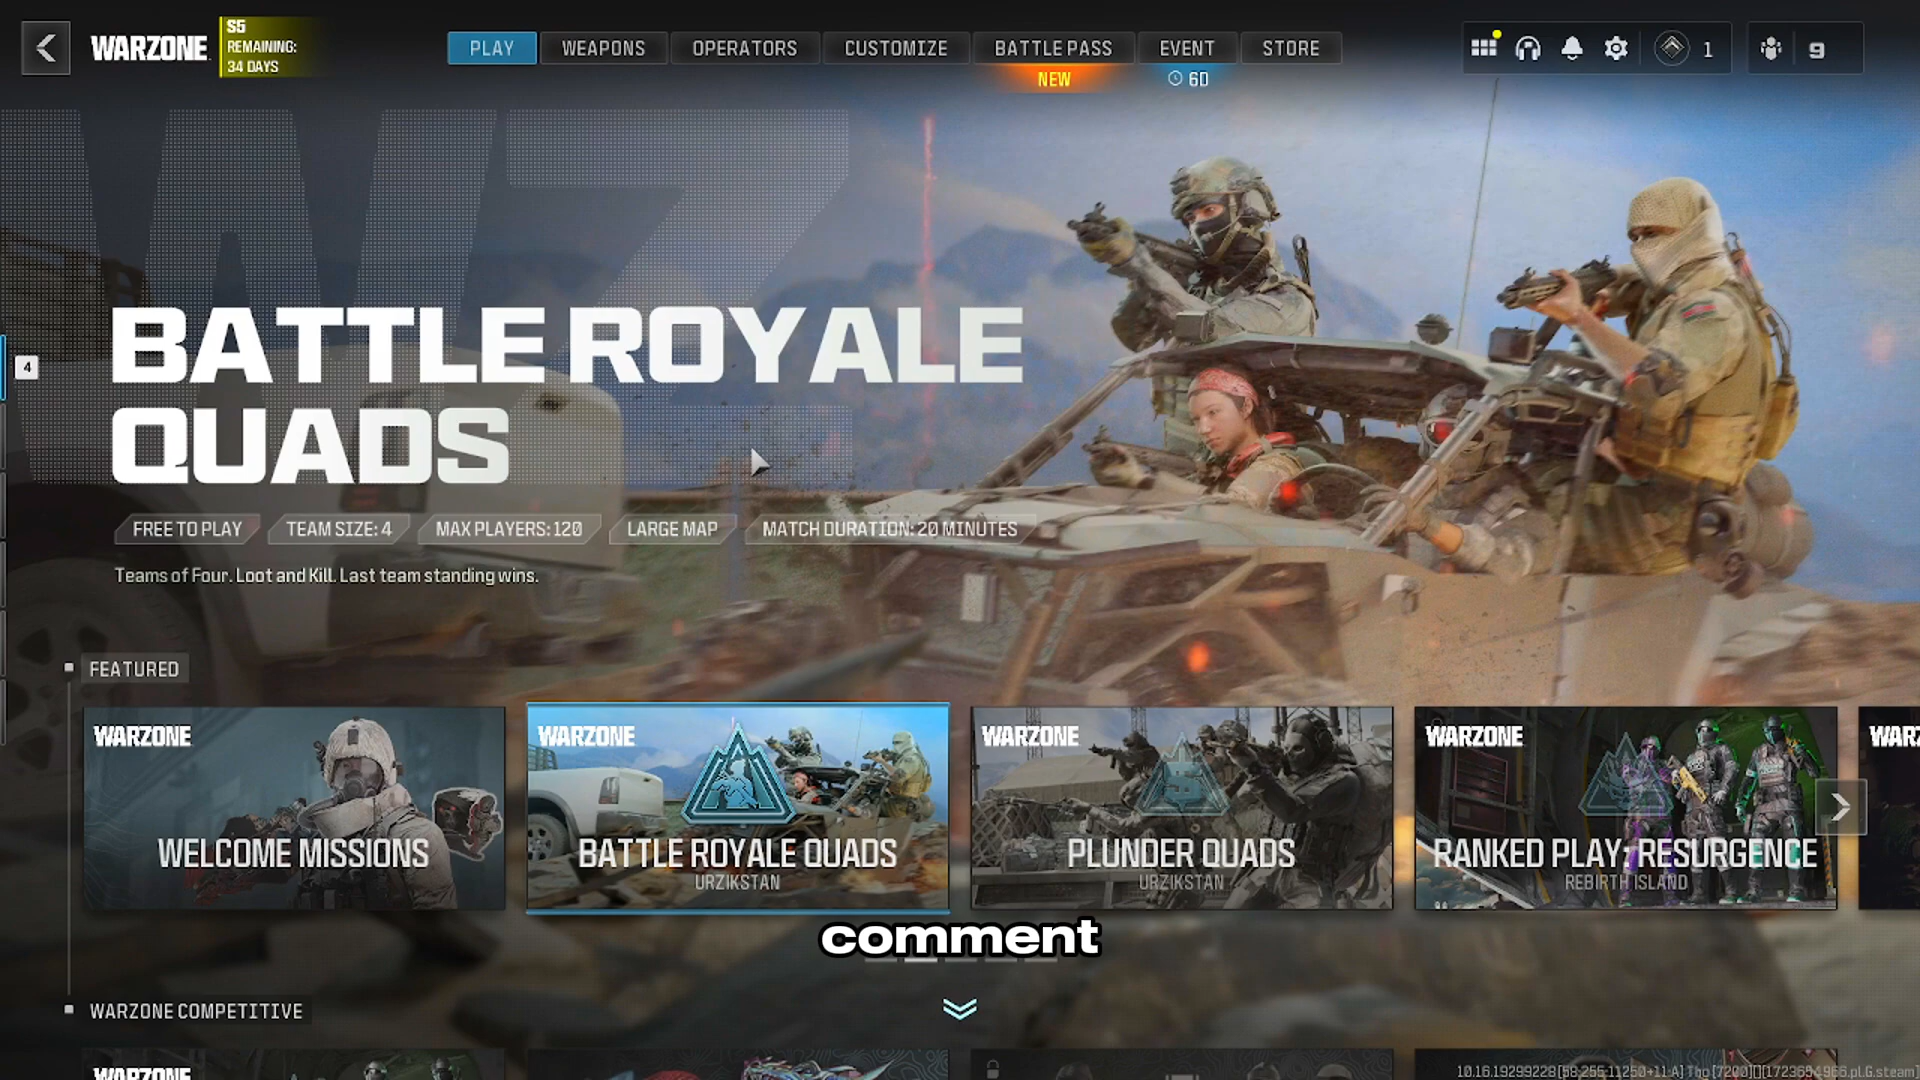 WARZONE
S5
REMAINING:
34 DAYS
PLAY
WEAPONS
OPERATORS
CUSTOMIZE
BATTLE PASS
NEW
EVENT
6D
STORE
1
9
4
BATTLE ROYALE
QUADS
FREE TO PLAY
TEAM SIZE: 4
MAX PLAYERS: 120
LARGE MAP
MATCH DURATION: 20 MINUTES
Teams of Four. Loot and Kill. Last team standing wins.
FEATURED
WARZONE
WELCOME MISSIONS
WARZONE
BATTLE ROYALE QUADS
URZIKSTAN
WARZONE
PLUNDER QUADS
URZIKSTAN
WARZONE
RANKED PLAY: RESURGENCE
REBIRTH ISLAND
WARZ
comment
WARZONE COMPETITIVE
WARZONE